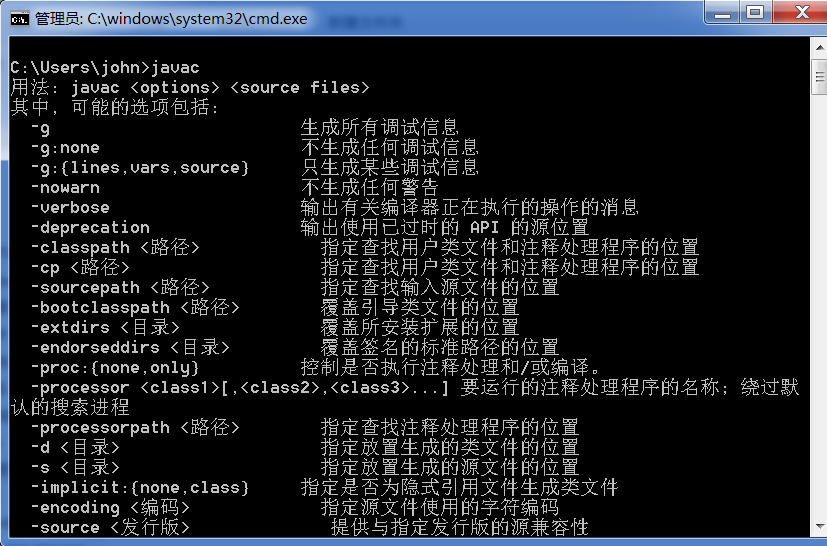 管理员: C:\windows\system32\cmd.exe
C:\Users\john>javac
用法: javac <options> <source files>
其中, 可能的选项包括:
-g 生成所有调试信息
-g:none 不生成任何调试信息
-g:{lines,vars,source} 只生成某些调试信息
-nowarn 不生成任何警告
-verbose 输出有关编译器正在执行的操作的消息
-deprecation 输出使用已过时的 API 的源位置
-classpath <路径> 指定查找用户类文件和注释处理程序的位置
-cp <路径> 指定查找用户类文件和注释处理程序的位置
-sourcepath <路径> 指定查找输入源文件的位置
-bootclasspath <路径> 覆盖引导类文件的位置
-extdirs <目录> 覆盖所安装扩展的位置
-endorseddirs <目录> 覆盖签名的标准路径的位置
-proc:{none,only} 控制是否执行注释处理和/或编译。
-processor <class1>[,<class2>,<class3>...] 要运行的注释处理程序的名称; 绕过默
认的搜索进程
-processorpath <路径> 指定查找注释处理程序的位置
-d <目录> 指定放置生成的类文件的位置
-s <目录> 指定放置生成的源文件的位置
-implicit:{none,class} 指定是否为隐式引用文件生成类文件
-encoding <编码> 指定源文件使用的字符编码
-source <发行版> 提供与指定发行版的源兼容性